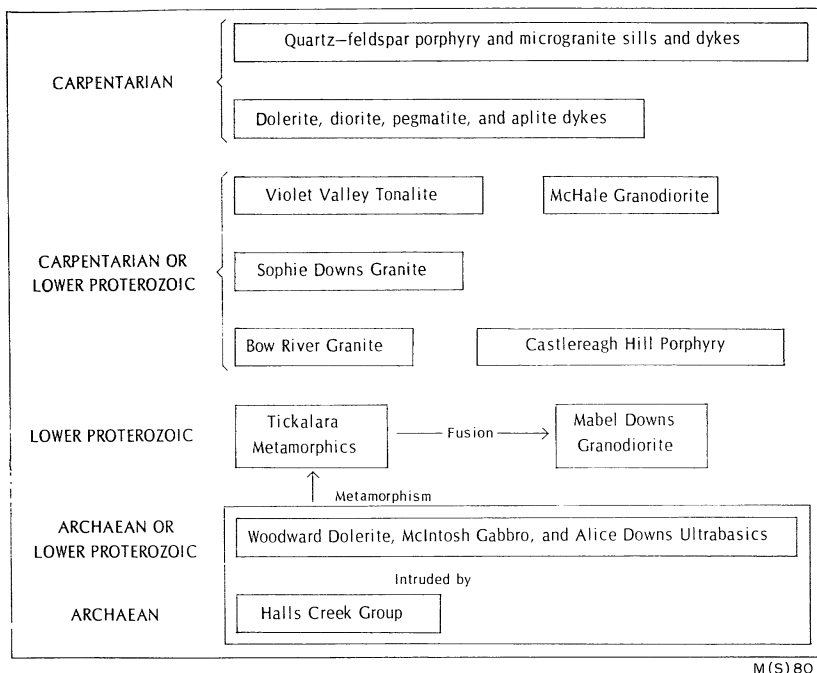 Quartz–feldspar porphyry and microgranite sills and dykes
CARPENTARIAN
Dolerite, diorite, pegmatite, and aplite dykes
Violet Valley Tonalite
McHale Granodiorite
CARPENTARIAN OR
LOWER PROTEROZOIC
Sophie Downs Granite
Bow River Granite
Castlereagh Hill Porphyry
LOWER PROTEROZOIC
Tickalara
Metamorphics
Fusion
Mabel Downs
Granodiorite
Metamorphism
ARCHAEAN OR
LOWER PROTEROZOIC
Woodward Dolerite, McIntosh Gabbro, and Alice Downs Ultrabasics
Intruded by
ARCHAEAN
Halls Creek Group
M(S)80